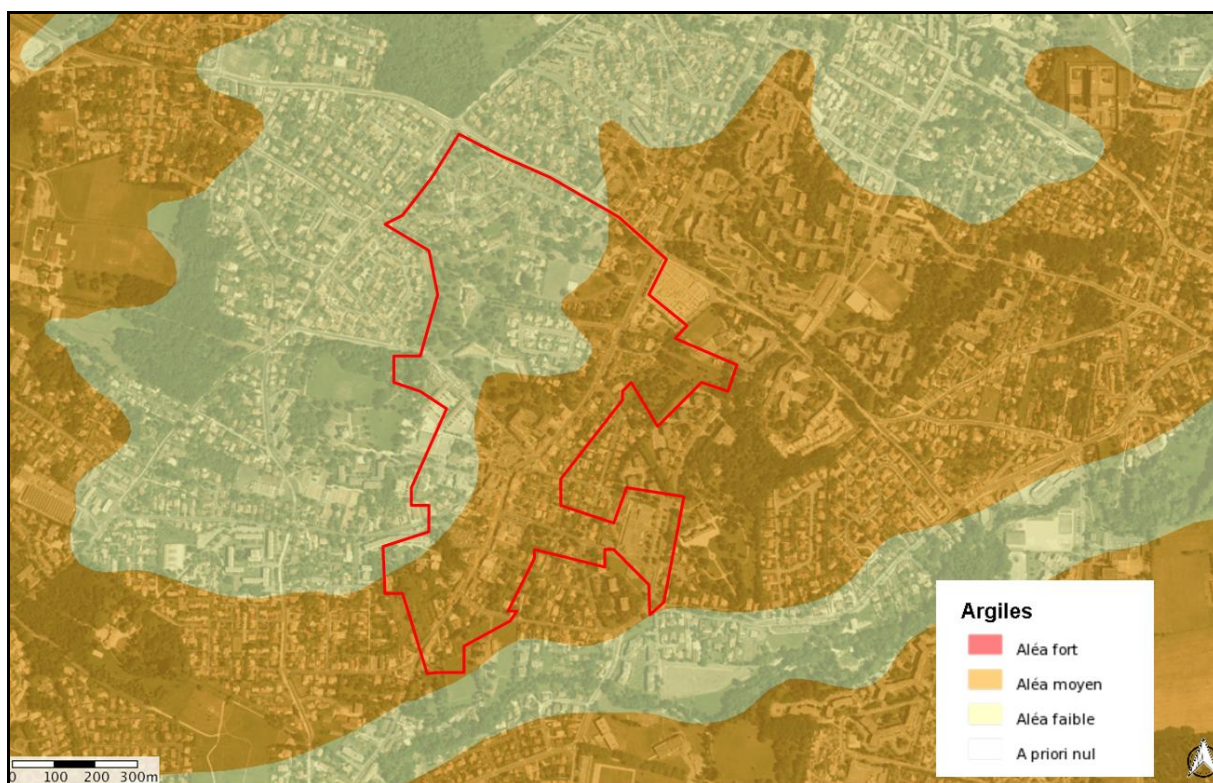 Argiles
Aléa fort
Aléa moyen
Aléa faible
A priori nul
0 100 200 300m